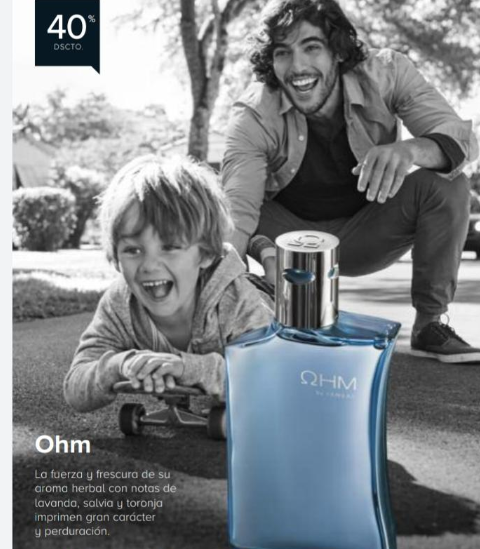 40%
DSCTO.
ΩHM
Ohm
La fuerza y frescura de su
aroma herbal con notas de
lavanda, salvia y toronja
imprimen gran carácter
y perduración.